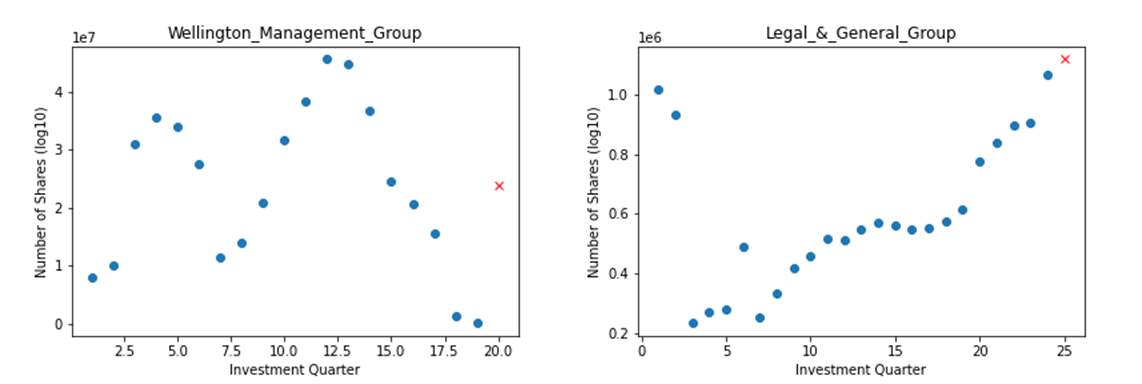 Wellington_Management_Group
1e7
Number of Shares (log10)
4
3
2
1
0
2.5 5.0 7.5 10.0 12.5 15.0 17.5 20.0
Investment Quarter
Legal_&_General_Group
1e6
Number of Shares (log10)
1.0
0.8
0.6
0.4
0.2
0 5 10 15 20 25
Investment Quarter